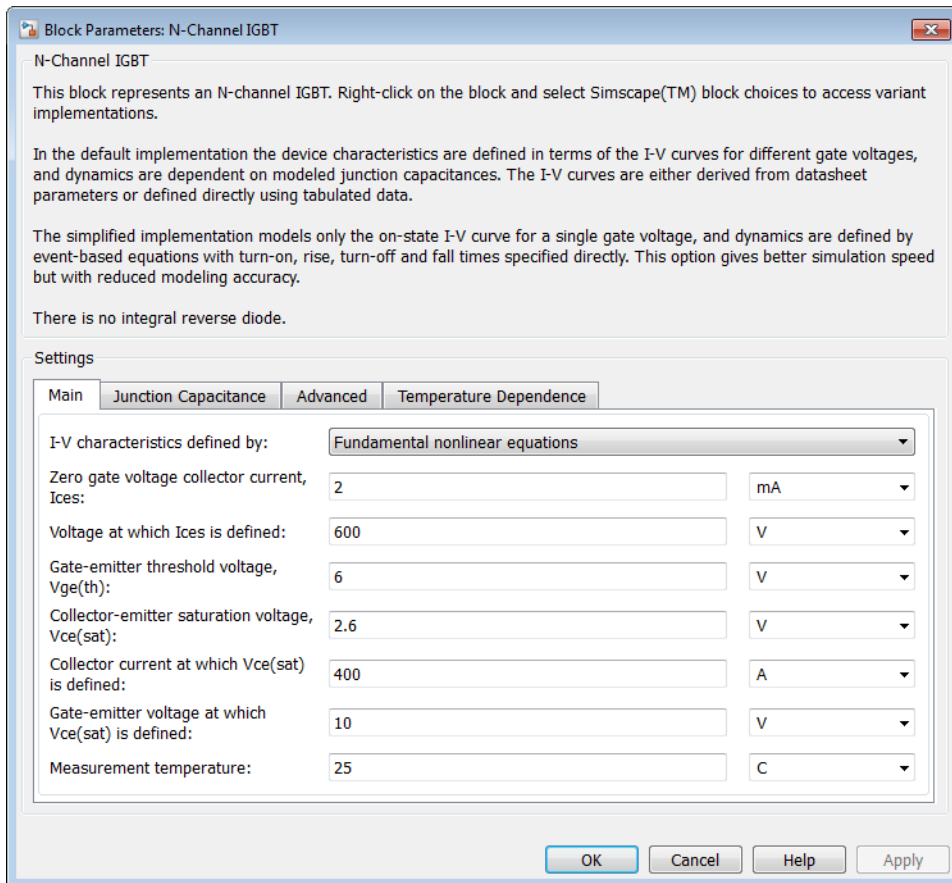 Block Parameters: N-Channel IGBT
N-Channel IGBT
This block represents an N-channel IGBT. Right-click on the block and select Simscape(TM) block choices to access variant
implementations.
In the default implementation the device characteristics are defined in terms of the I-V curves for different gate voltages,
and dynamics are dependent on modeled junction capacitances. The I-V curves are either derived from datasheet
parameters or defined directly using tabulated data.
The simplified implementation models only the on-state I-V curve for a single gate voltage, and dynamics are defined by
event-based equations with turn-on, rise, turn-off and fall times specified directly. This option gives better simulation speed
but with reduced modeling accuracy.
There is no integral reverse diode.
Settings
Main Junction Capacitance Advanced Temperature Dependence
I-V characteristics defined by: Fundamental nonlinear equations
Zero gate voltage collector current,
Ices: 2 mA
Voltage at which Ices is defined: 600 V
Gate-emitter threshold voltage,
Vge(th): 6 V
Collector-emitter saturation voltage,
Vce(sat): 2.6 V
Collector current at which Vce(sat)
is defined: 400 A
Gate-emitter voltage at which
Vce(sat) is defined: 10 V
Measurement temperature: 25 C
OK Cancel Help Apply